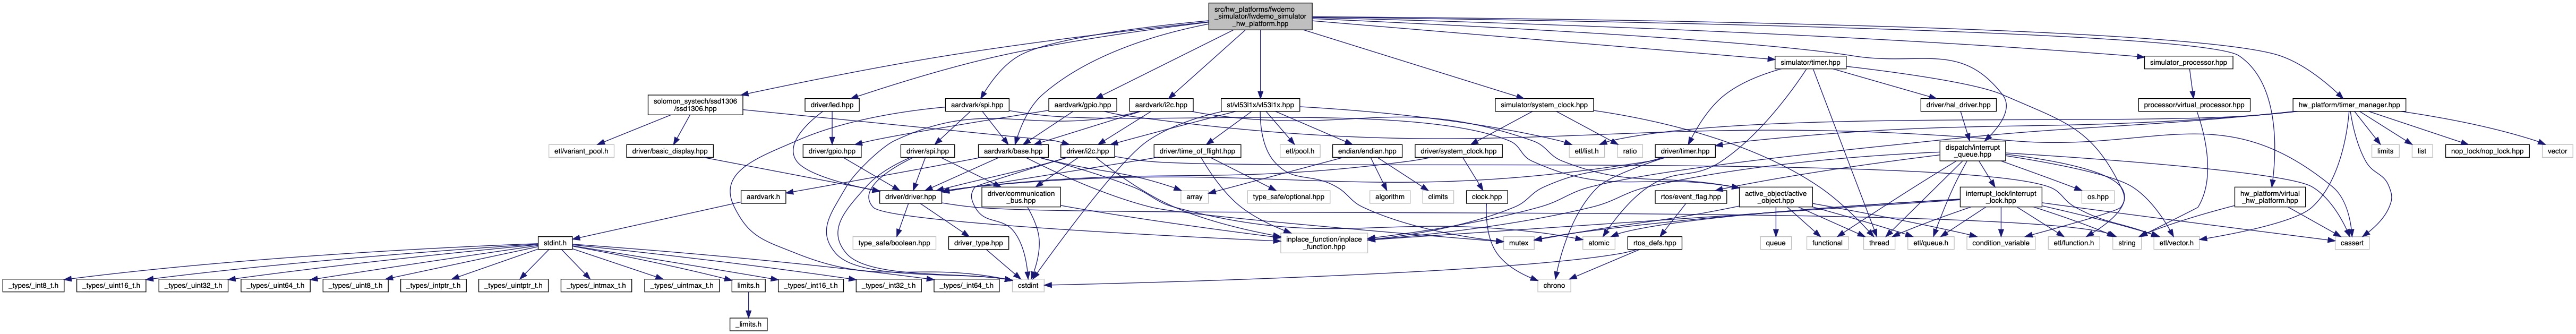 src/hw_platforms/fwdemo
_simulator/fwdemo_simulator
_hw_platform.hpp
simulator/timer.hpp
simulator_processor.hpp
solomon_systech/ssd1306
/ssd1306.hpp
driver/led.hpp
aardvark/spi.hpp
aardvark/gpio.hpp
aardvark/i2c.hpp
st/vl53l1x/vl53l1x.hpp
simulator/system_clock.hpp
driver/hal_driver.hpp
processor/virtual_processor.hpp
hw_platform/timer_manager.hpp
etl/variant_pool.h
driver/basic_display.hpp
driver/gpio.hpp
driver/spi.hpp
aardvark/base.hpp
driver/i2c.hpp
driver/time_of_flight.hpp
etl/pool.h
endian/endian.hpp
driver/system_clock.hpp
etl/list.h
ratio
driver/timer.hpp
dispatch/interrupt
_queue.hpp
limits
list
nop_lock/nop_lock.hpp
vector
aardvark.h
driver/driver.hpp
driver/communication
_bus.hpp
array
type_safe/optional.hpp
algorithm
climits
clock.hpp
rtos/event_flag.hpp
active_object/active
_object.hpp
interrupt_lock/interrupt
_lock.hpp
os.hpp
hw_platform/virtual
_hw_platform.hpp
stdint.h
type_safe/boolean.hpp
driver_type.hpp
inplace_function/inplace
_function.hpp
mutex
atomic
rtos_defs.hpp
queue
functional
thread
etl/queue.h
condition_variable
etl/function.h
string
etl/vector.h
cassert
_types/_int8_t.h
_types/_uint16_t.h
_types/_uint32_t.h
_types/_uint64_t.h
_types/_uint8_t.h
_types/_intptr_t.h
_types/_uintptr_t.h
_types/_intmax_t.h
_types/_uintmax_t.h
limits.h
_types/_int16_t.h
_types/_int32_t.h
_types/_int64_t.h
cstdint
chrono
_limits.h